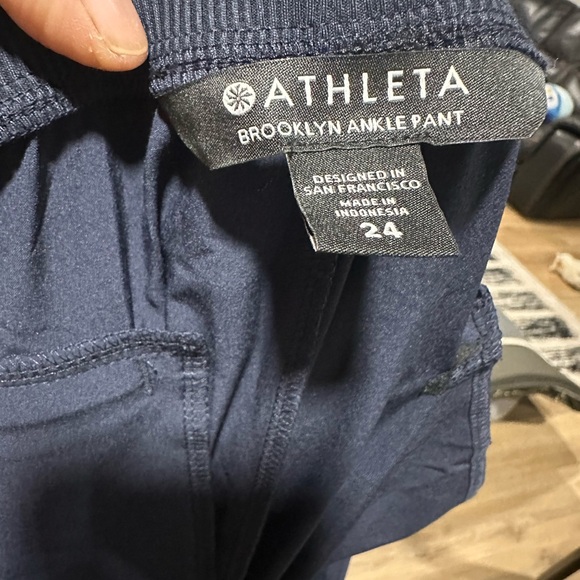 ATHLETA
BROOKLYN ANKLE PANT
DESIGNED IN
SAN FRANCISCO
MADE IN
INDONESIA
24